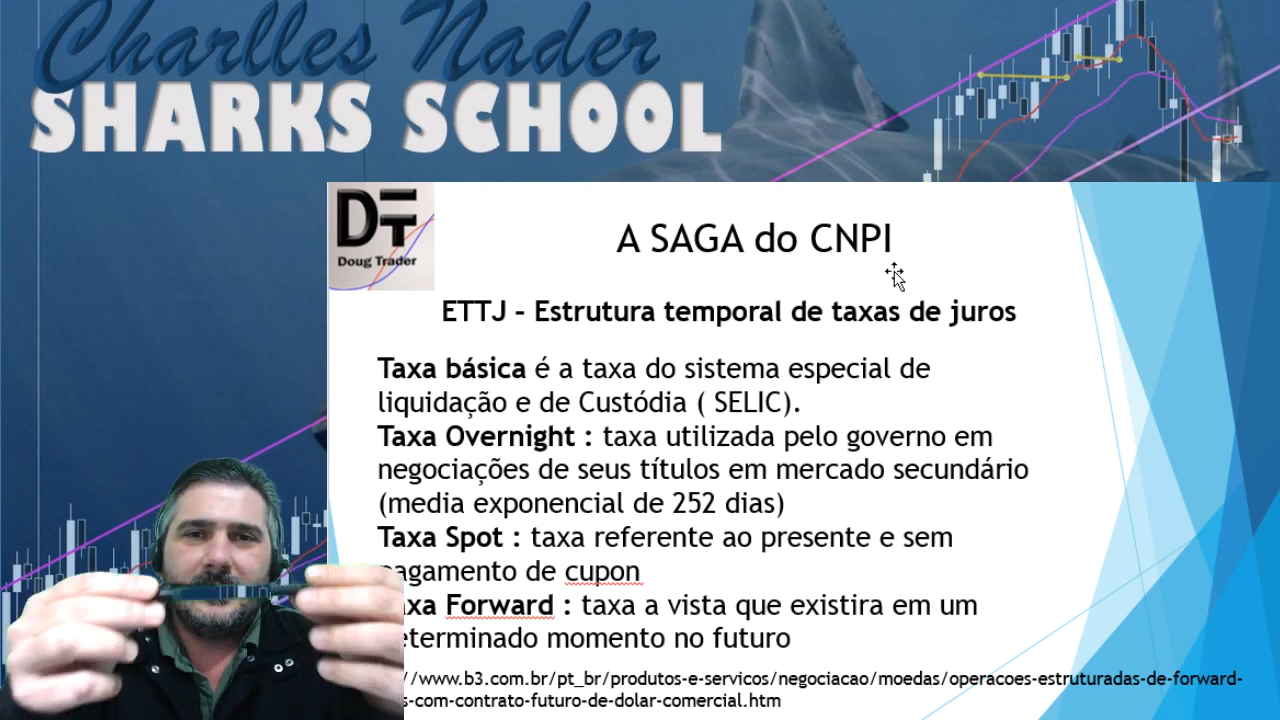 Charlles Nader
SHARKS SCHOOL
DT
Doug Trader
A SAGA do CNPI
ETTJ – Estrutura temporal de taxas de juros
Taxa básica é a taxa do sistema especial de
liquidação e de Custódia ( SELIC).
Taxa Overnight : taxa utilizada pelo governo em
negociações de seus títulos em mercado secundário
(media exponencial de 252 dias)
Taxa Spot : taxa referente ao presente e sem
pagamento de cupon
Forward : taxa a vista que existira em um
eterminado momento no futuro
//www.b3.com.br/pt_br/produtos-e-servicos/negociacao/moedas/operacoes-estruturadas-de-forward-
s-com-contrato-futuro-de-dolar-comercial.htm